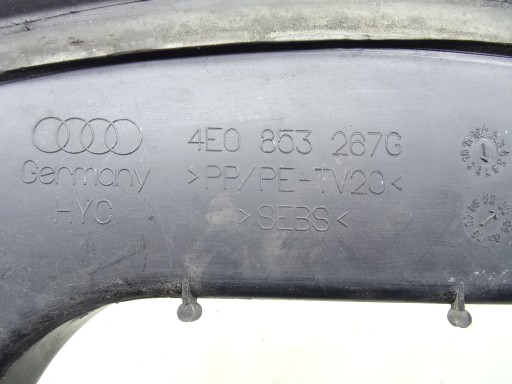 4E0 853 267G
Germany >PP/PE-TV20<
HYC >SEBS<